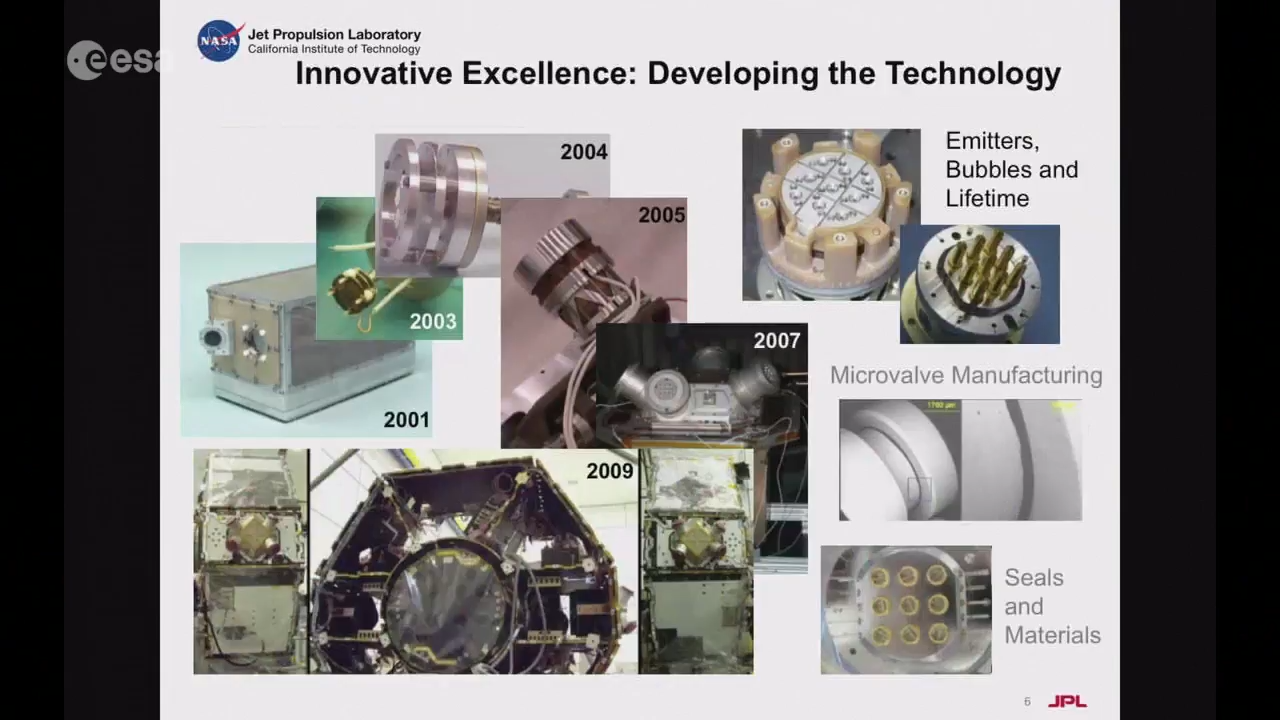 esa
NASA
Jet Propulsion Laboratory
California Institute of Technology
Innovative Excellence: Developing the Technology
2004
2005
2003
2001
2007
2009
Emitters,
Bubbles and
Lifetime
Microvalve Manufacturing
Seals
and
Materials
6
JPL